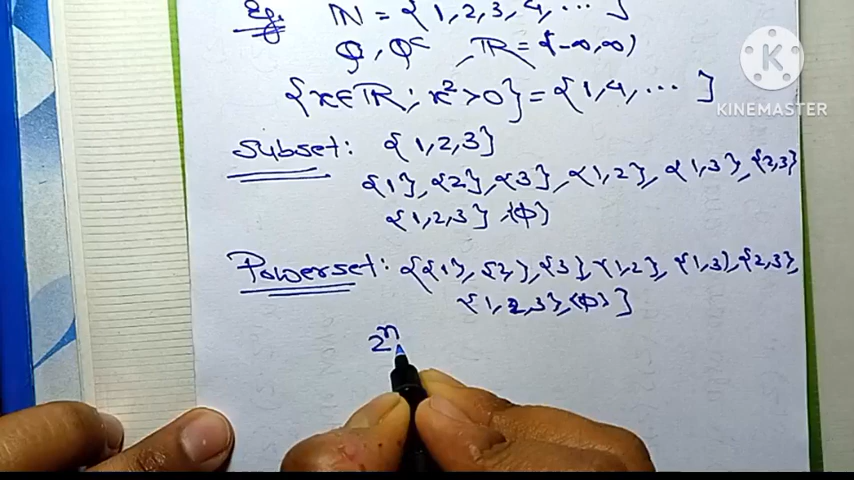 Eg. ℕ = {1,2,3,4,...}
Q, Qᶜ, ℝ = (-∞,∞)
{x∈ℝ; x²>0} = {1,4,...}
Subset: {1,2,3}
{1}, {2}, {3}, {1,2}, {1,3}, {2,3}
{1,2,3}, {φ}
Powerset: {{1}, {2}, {3}, {1,2}, {1,3}, {2,3},
{1,2,3}, {φ}}
2ⁿ
KINEMASTER